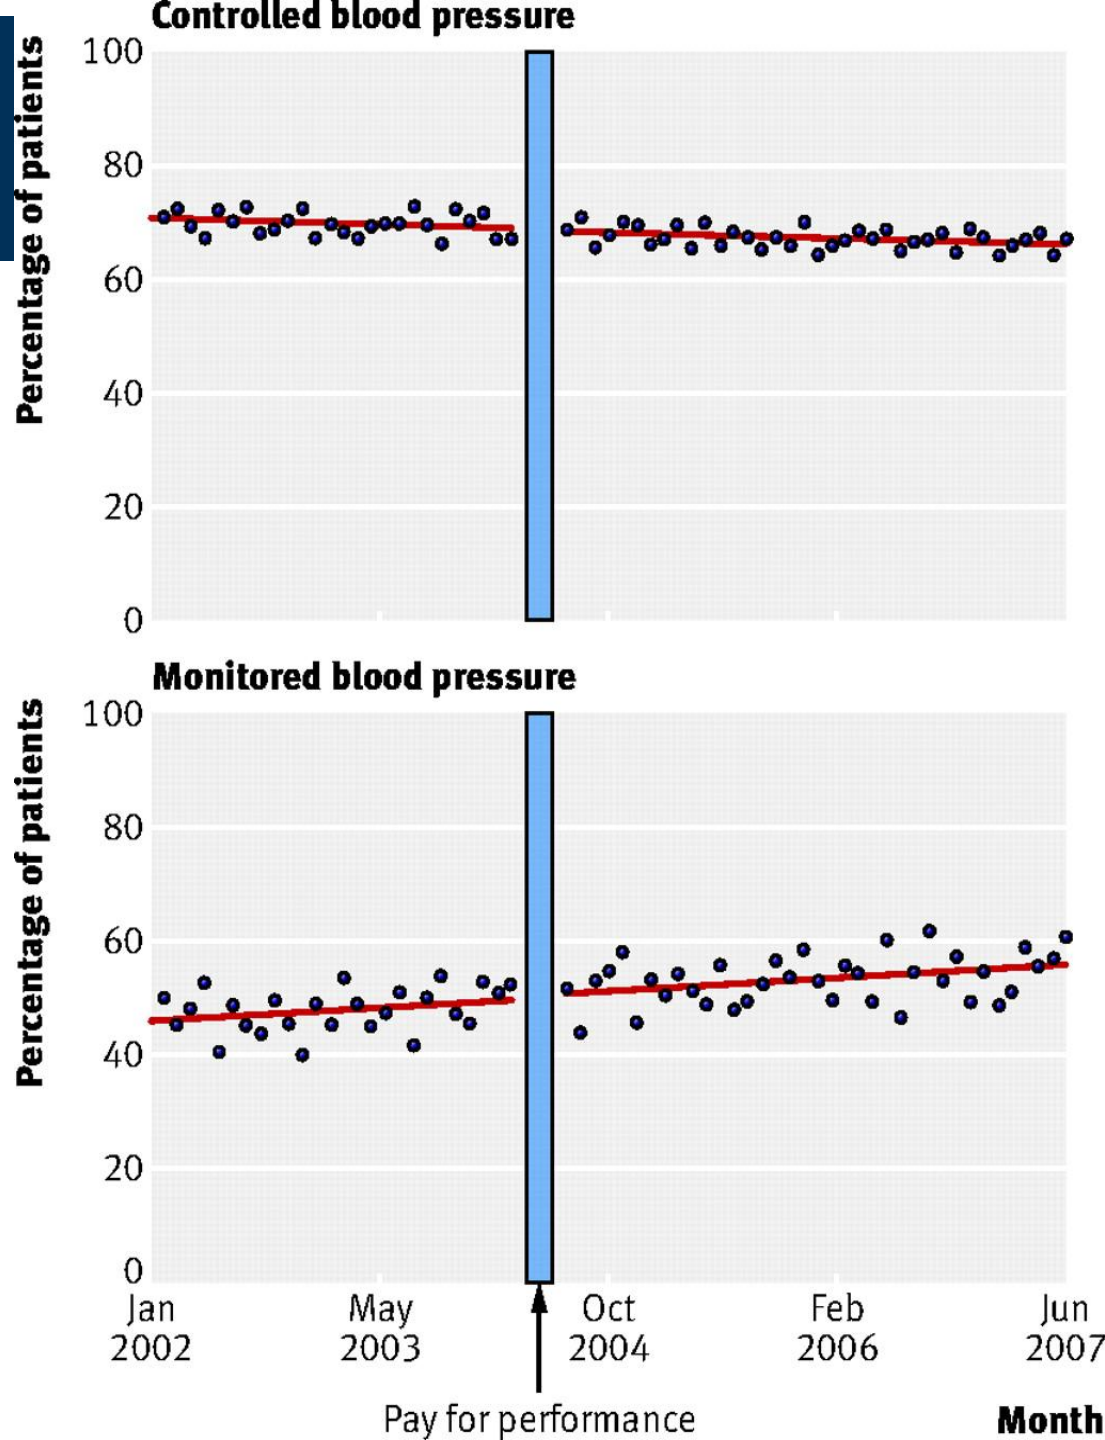 Controlled blood pressure
Percentage of patients
100
80
60
40
20
0
Monitored blood pressure
Percentage of patients
100
80
60
40
20
0
Jan May Oct Feb Jun
2002 2003 2004 2006 2007
Pay for performance
Month